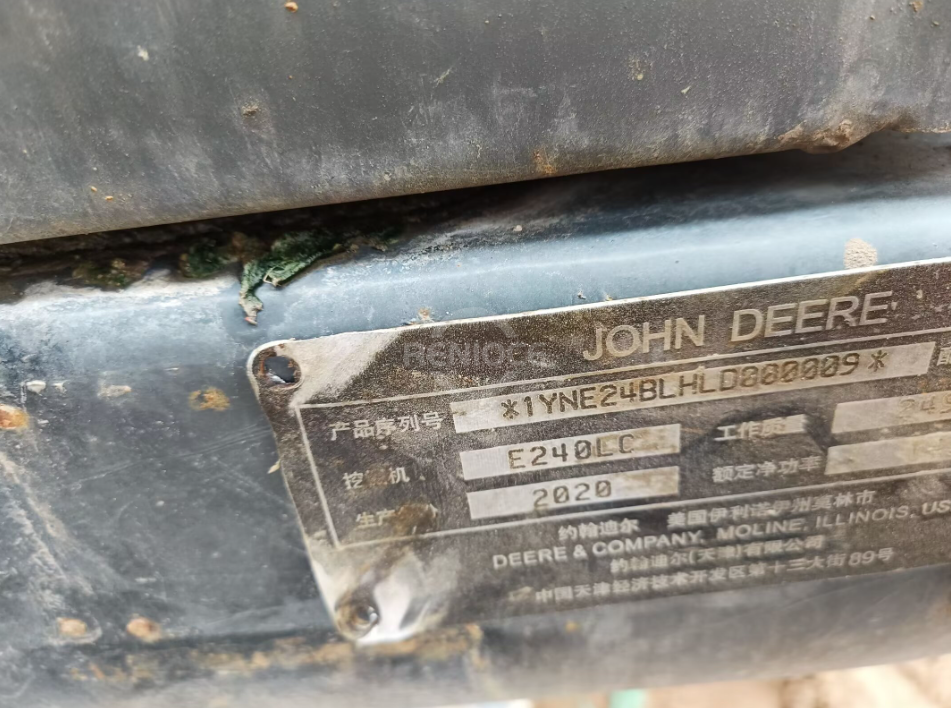 JOHN DEERE
产品序列号 *1YNE24BLHLD800009*
挖 机 E240LC 工作质量
生产 2020 额定净功率
约翰迪尔 美国伊利诺伊州莫林市
DEERE & COMPANY, MOLINE, ILLINOIS, US
约翰迪尔(天津)有限公司
中国天津经济技术开发区第十三大街89号